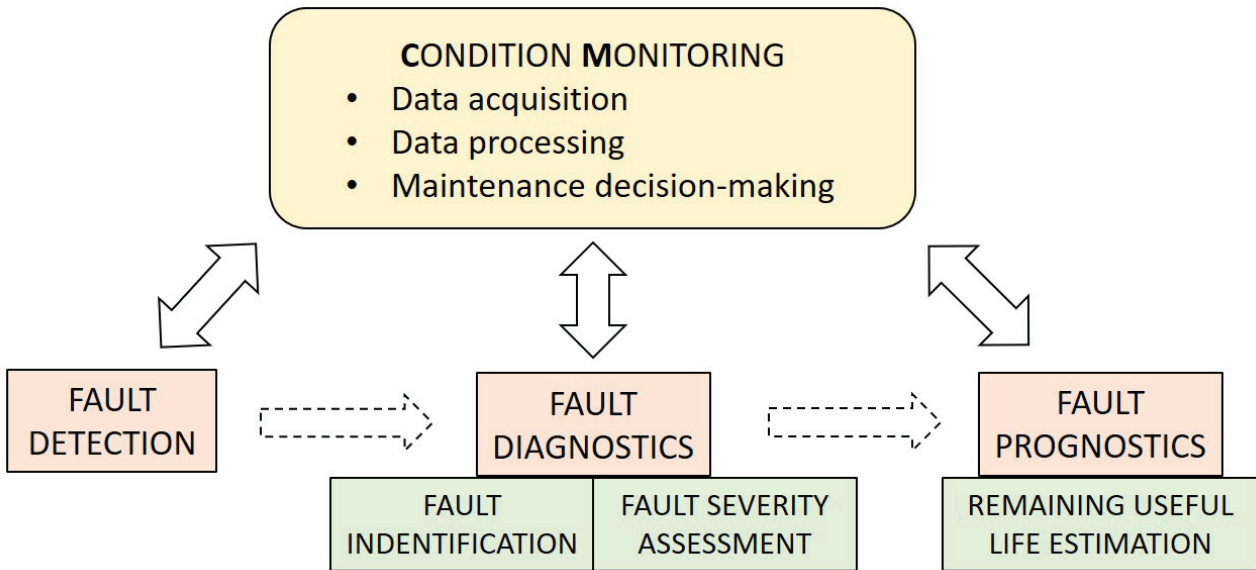 CONDITION MONITORING
• Data acquisition
• Data processing
• Maintenance decision-making
FAULT
DETECTION
FAULT
DIAGNOSTICS
FAULT
PROGNOSTICS
FAULT
INDENTIFICATION
FAULT SEVERITY
ASSESSMENT
REMAINING USEFUL
LIFE ESTIMATION